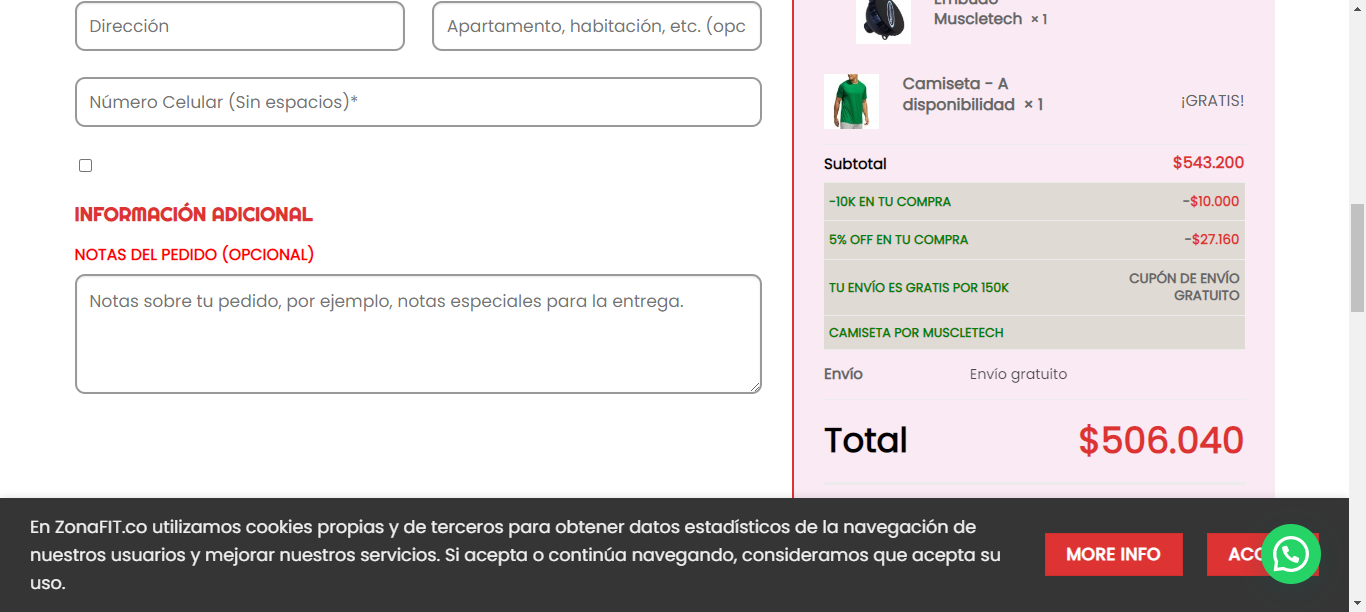 Dirección
Apartamento, habitación, etc. (opc
Número Celular (Sin espacios)*
INFORMACIÓN ADICIONAL
NOTAS DEL PEDIDO (OPCIONAL)
Notas sobre tu pedido, por ejemplo, notas especiales para la entrega.
Embudo
Muscletech × 1
Camiseta - A
disponibilidad × 1
¡GRATIS!
Subtotal
$543.200
-10K EN TU COMPRA
-$10.000
5% OFF EN TU COMPRA
-$27.160
TU ENVÍO ES GRATIS POR 150K
CUPÓN DE ENVÍO
GRATUITO
CAMISETA POR MUSCLETECH
Envío
Envío gratuito
Total
$506.040
En ZonaFIT.co utilizamos cookies propias y de terceros para obtener datos estadísticos de la navegación de
nuestros usuarios y mejorar nuestros servicios. Si acepta o continúa navegando, consideramos que acepta su
uso.
MORE INFO